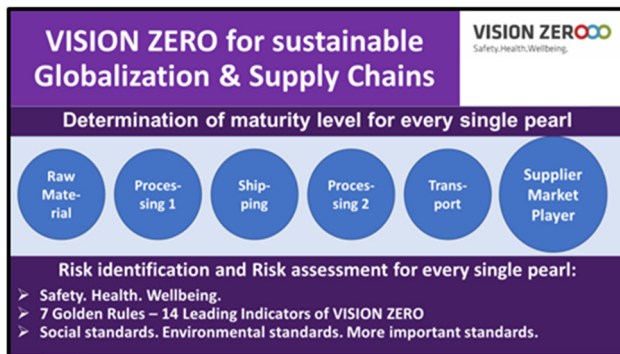 VISION ZERO for sustainable
Globalization & Supply Chains
VISION ZEROOO
Safety.Health.Wellbeing.
Determination of maturity level for every single pearl
Raw
Mate-
rial
Proces-
sing 1
Ship-
ping
Proces-
sing 2
Trans-
port
Supplier
Market
Player
Risk identification and Risk assessment for every single pearl:
➢ Safety. Health. Wellbeing.
➢ 7 Golden Rules – 14 Leading Indicators of VISION ZERO
➢ Social standards. Environmental standards. More important standards.